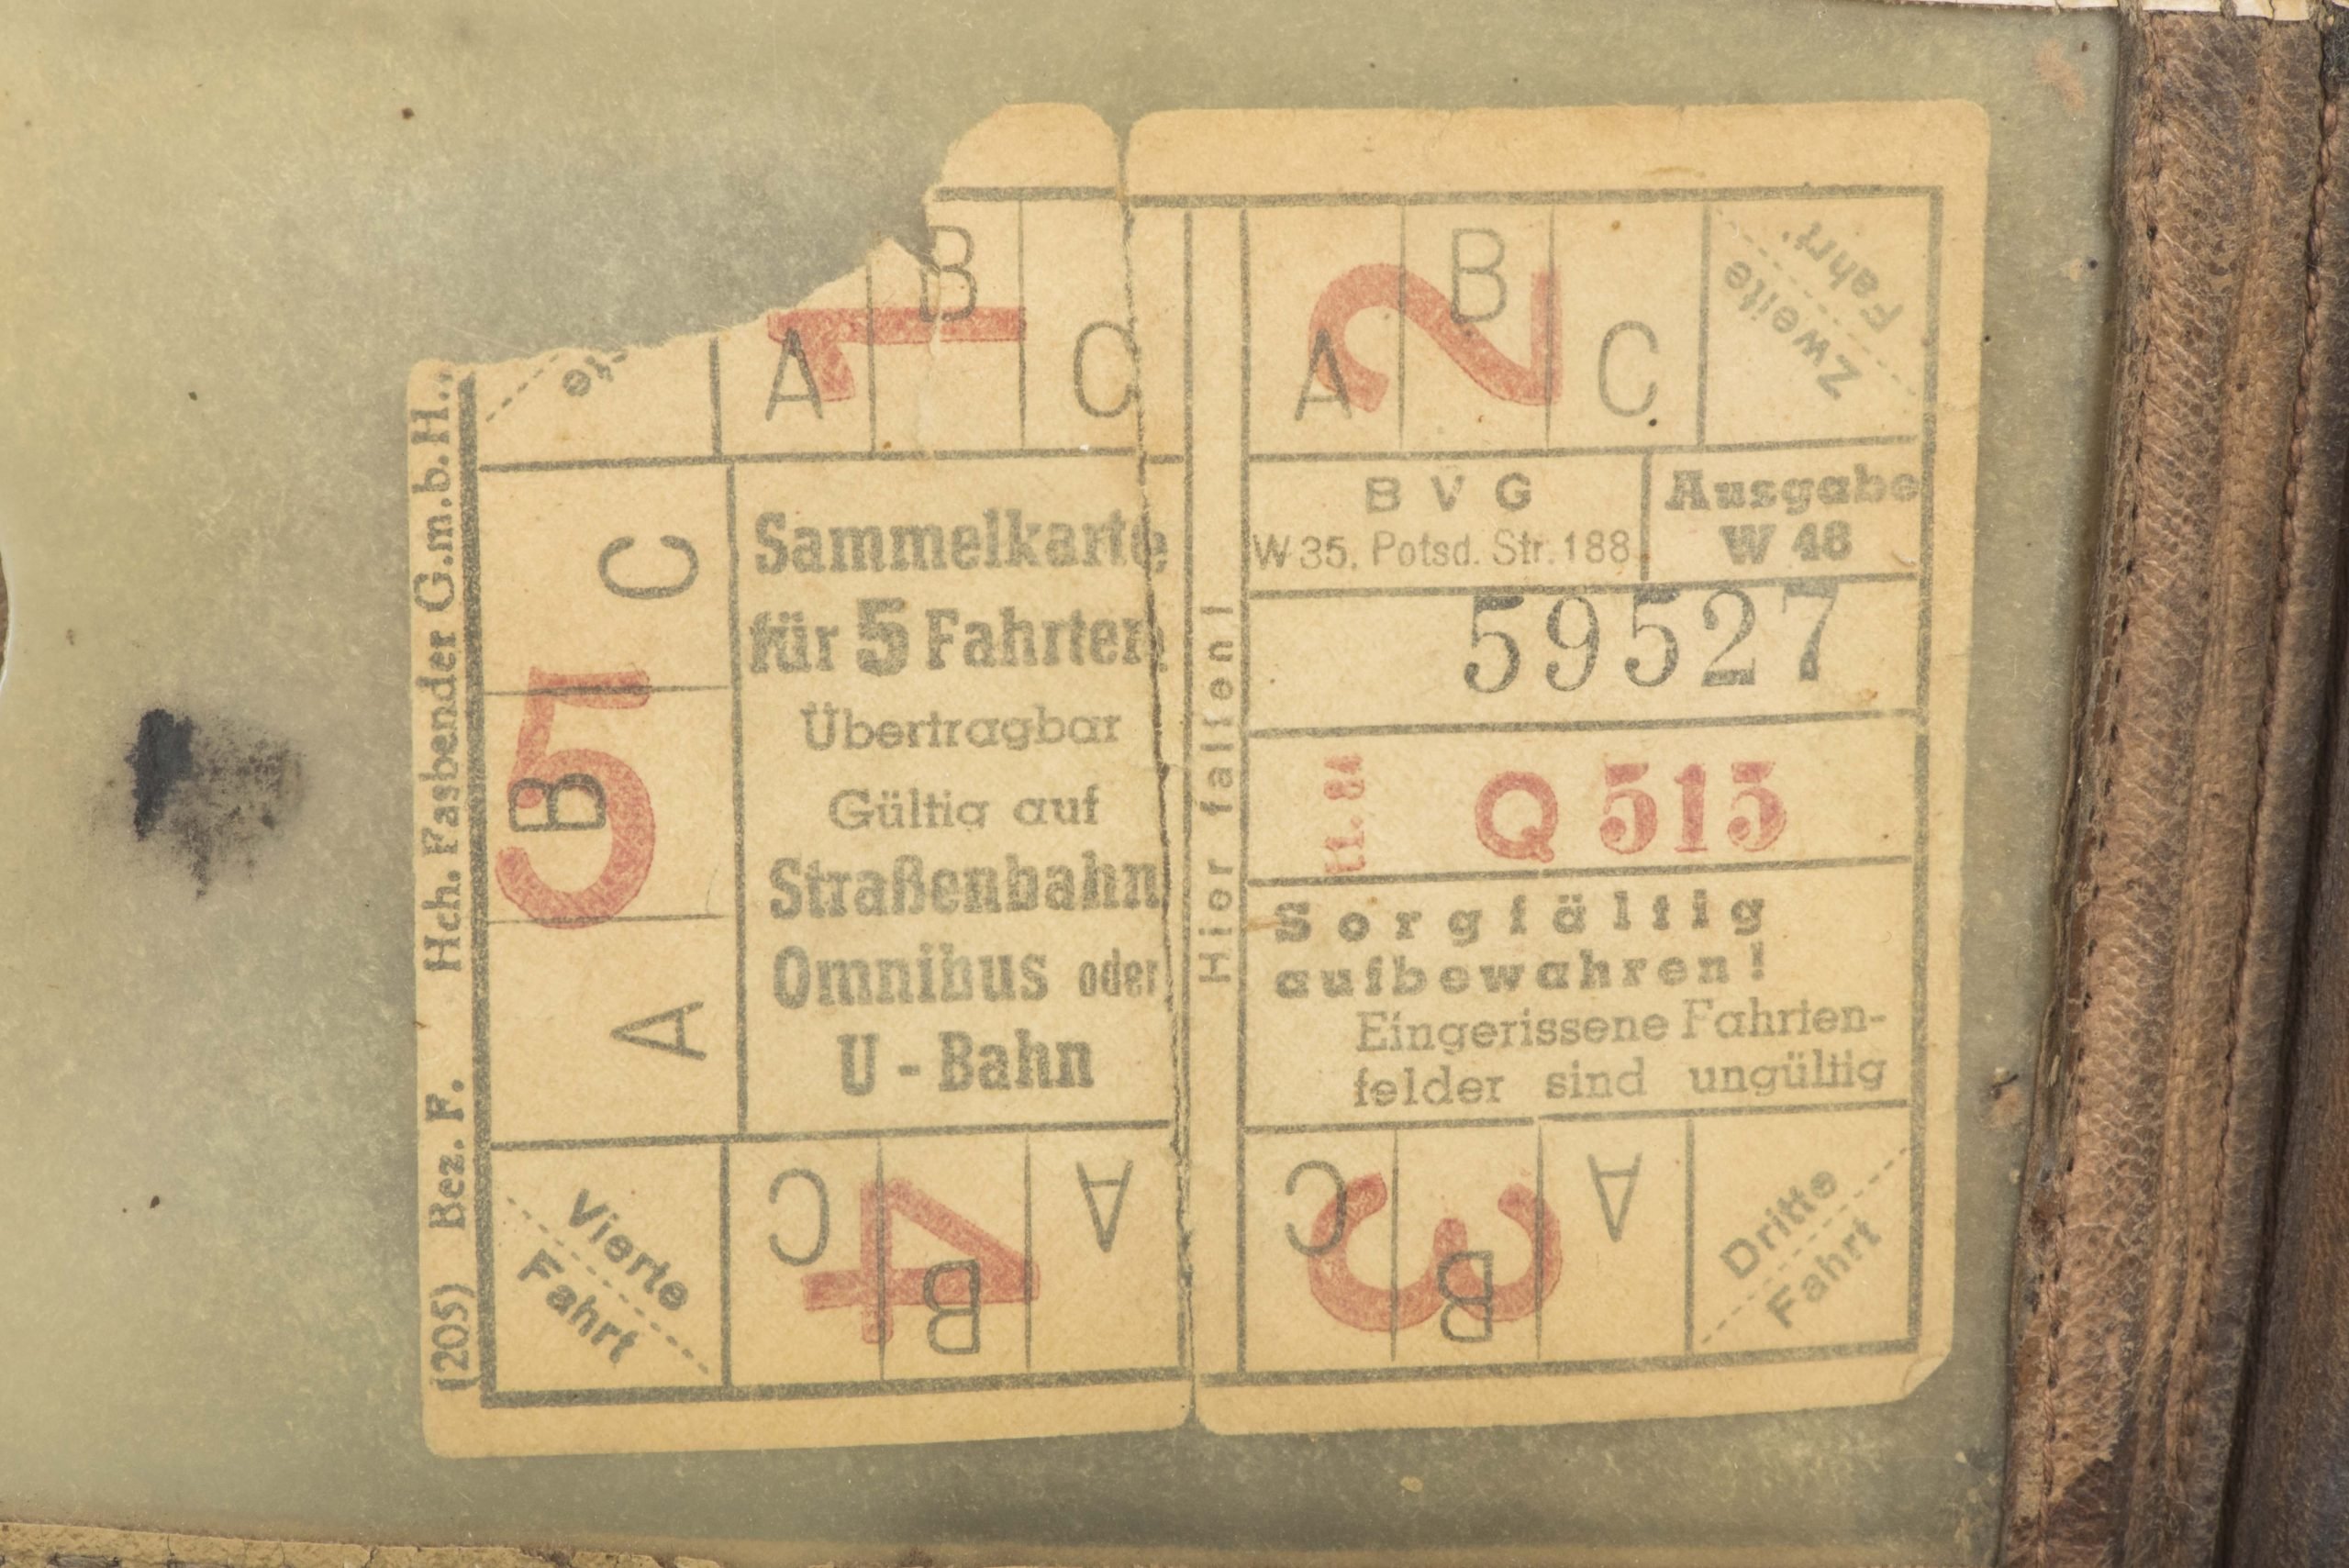 (205) Bez. F. Hch. Fasbender G.m.b.H.,
A B C
1
Sammelkarte
für 5 Fahrten
Übertragbar
Gültig auf
Straßenbahn
Omnibus oder
U - Bahn
C B A
5
Vierte
Fahrt
C B A
4
Hier falten!
A B C
2
Zweite
Fahrt
B V G
W 35, Potsd. Str. 188
Ausgabe
W 48
59527
Q 515
Sorgfältig
aufbewahren!
Eingerissene Fahrten-
felder sind ungültig
C B A
3
Dritte
Fahrt